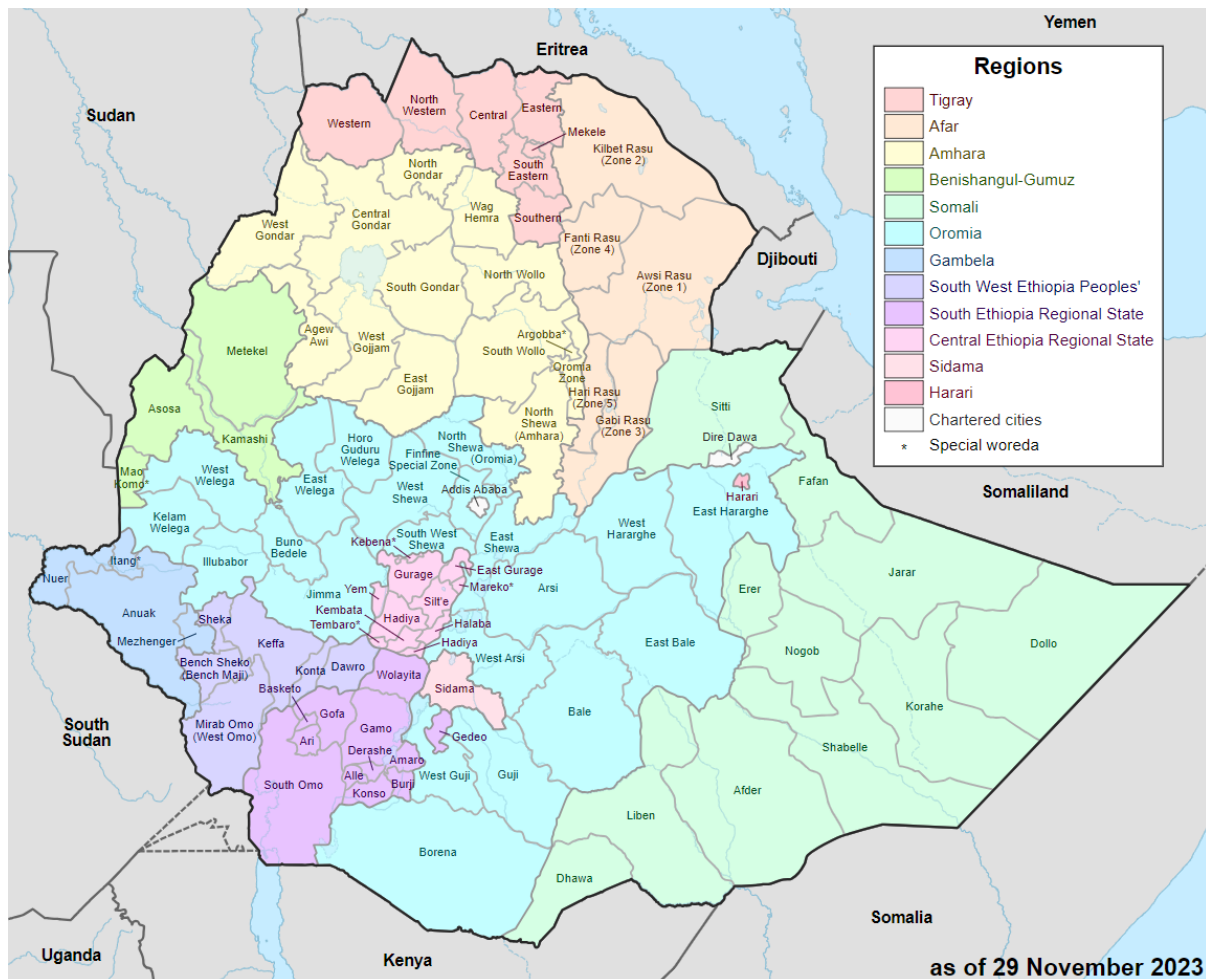 Yemen
Eritrea
Sudan
Regions
Tigray
Afar
Amhara
Benishangul-Gumuz
Somali
Oromia
Gambela
South West Ethiopia Peoples'
South Ethiopia Regional State
Central Ethiopia Regional State
Sidama
Harari
Chartered cities
* Special woreda
Western
North
Western
Central
Eastern
Mekele
South
Eastern
Southern
Kilbet Rasu
(Zone 2)
North
Gondar
Wag
Hemra
Central
Gondar
West
Gondar
Fanti Rasu
(Zone 4)
Djibouti
Awsi Rasu
(Zone 1)
North Wollo
South Gondar
Agew
Awi
West
Gojjam
Argobba*
South Wollo
Oromia
Zone
East
Gojjam
Metekel
Hari Rasu
(Zone 5)
Gabi Rasu
(Zone 3)
North
Shewa
(Amhara)
Asosa
Kamashi
Mao
Komo*
Sitti
Dire Dawa
Harari
East Hararghe
Fafan
Somaliland
West
Welega
East
Welega
Horo
Guduru
Welega
North
Shewa
(Oromia)
Finfine
Special Zone
Addis Ababa
West
Shewa
Kelam
Welega
Buno
Bedele
Illubabor
South West
Shewa
East
Shewa
West
Hararghe
Kebena*
Gurage
East Gurage
Mareko*
Silt'e
Arsi
Jimma
Yem
Kembata
Tembaro*
Hadiya
Halaba
Hadiya
Itang*
Nuer
Anuak
Mezhenger
Sheka
Keffa
Bench Sheko
(Bench Maji)
Konta
Dawro
Basketo
Wolayita
West Arsi
Sidama
East Bale
Bale
Erer
Jarar
Nogob
Dollo
Korahe
Shabelle
South
Sudan
Mirab Omo
(West Omo)
Gofa
Ari
Gamo
Derashe
Amaro
Gedeo
Alle
Burji
Konso
South Omo
West Guji
Guji
Afder
Liben
Borena
Dhawa
Somalia
Uganda
Kenya
as of 29 November 2023